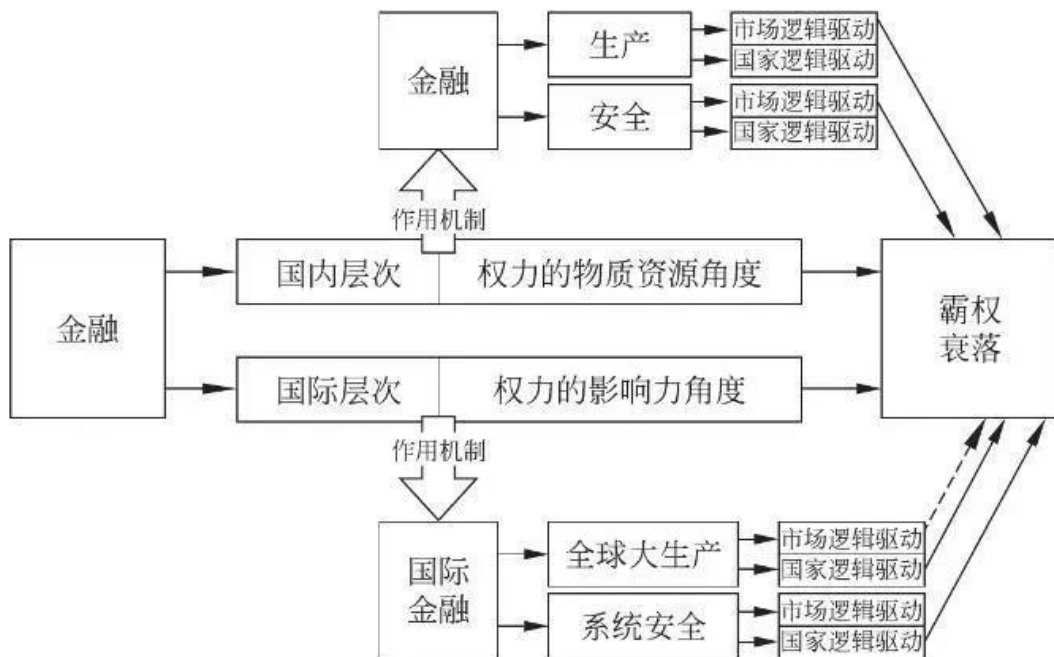 金融
生产
市场逻辑驱动
国家逻辑驱动
安全
市场逻辑驱动
国家逻辑驱动
作用机制
金融
国内层次
权力的物质资源角度
国际层次
权力的影响力角度
霸权
衰落
作用机制
国际
金融
全球大生产
市场逻辑驱动
国家逻辑驱动
系统安全
市场逻辑驱动
国家逻辑驱动